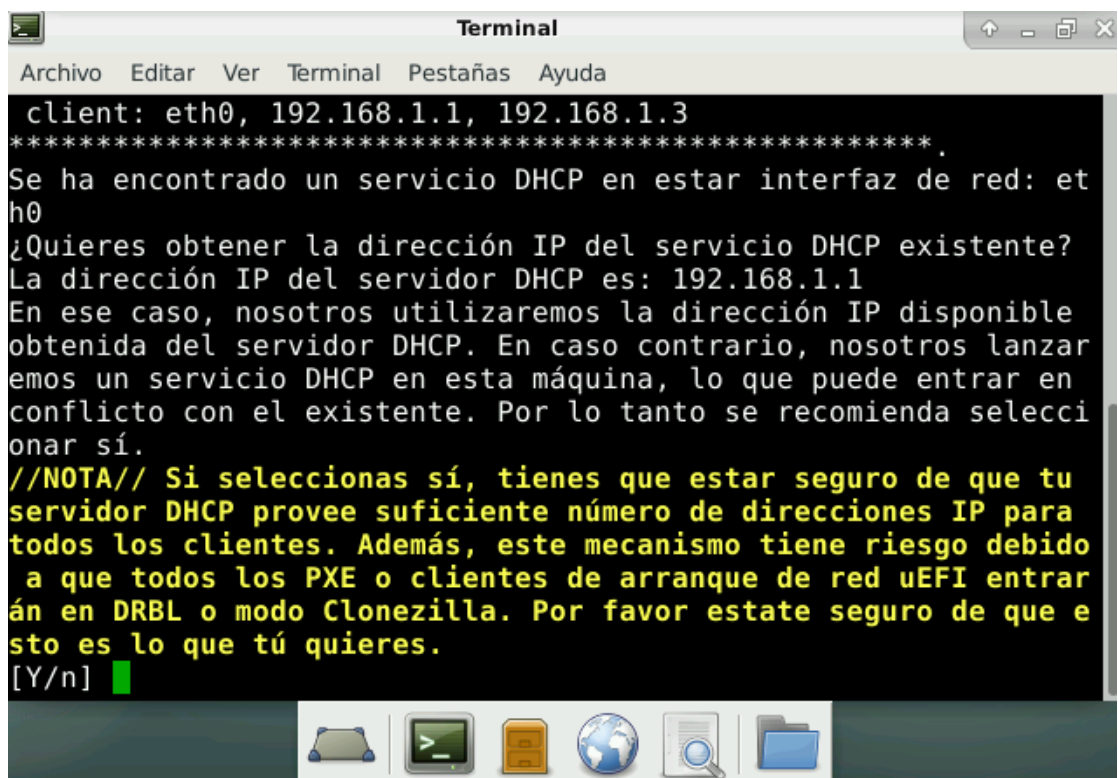 Terminal
Archivo Editar Ver Terminal Pestañas Ayuda
client: eth0, 192.168.1.1, 192.168.1.3
*****************************************************.
Se ha encontrado un servicio DHCP en estar interfaz de red: et
h0
¿Quieres obtener la dirección IP del servicio DHCP existente?
La dirección IP del servidor DHCP es: 192.168.1.1
En ese caso, nosotros utilizaremos la dirección IP disponible
obtenida del servidor DHCP. En caso contrario, nosotros lanzar
emos un servicio DHCP en esta máquina, lo que puede entrar en
conflicto con el existente. Por lo tanto se recomienda selecci
onar sí.
//NOTA// Si seleccionas sí, tienes que estar seguro de que tu
servidor DHCP provee suficiente número de direcciones IP para
todos los clientes. Además, este mecanismo tiene riesgo debido
a que todos los PXE o clientes de arranque de red uEFI entrar
án en DRBL o modo Clonezilla. Por favor estate seguro de que e
sto es lo que tú quieres.
[Y/n]